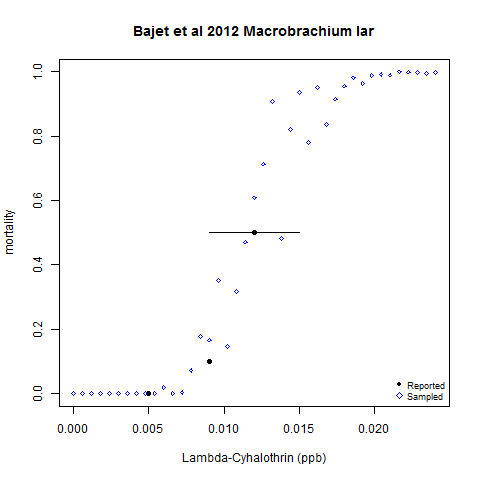 Bajet et al 2012 Macrobrachium lar
mortality
1.0
0.8
0.6
0.4
0.2
0.0
0.000 0.005 0.010 0.015 0.020
Lambda-Cyhalothrin (ppb)
Reported
Sampled